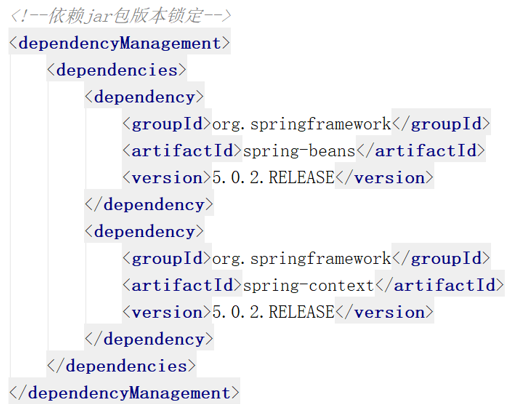 <!--依赖jar包版本锁定-->
<dependencyManagement>
<dependencies>
<dependency>
<groupId>org.springframework</groupId>
<artifactId>spring-beans</artifactId>
<version>5.0.2.RELEASE</version>
</dependency>
<dependency>
<groupId>org.springframework</groupId>
<artifactId>spring-context</artifactId>
<version>5.0.2.RELEASE</version>
</dependency>
</dependencies>
</dependencyManagement>